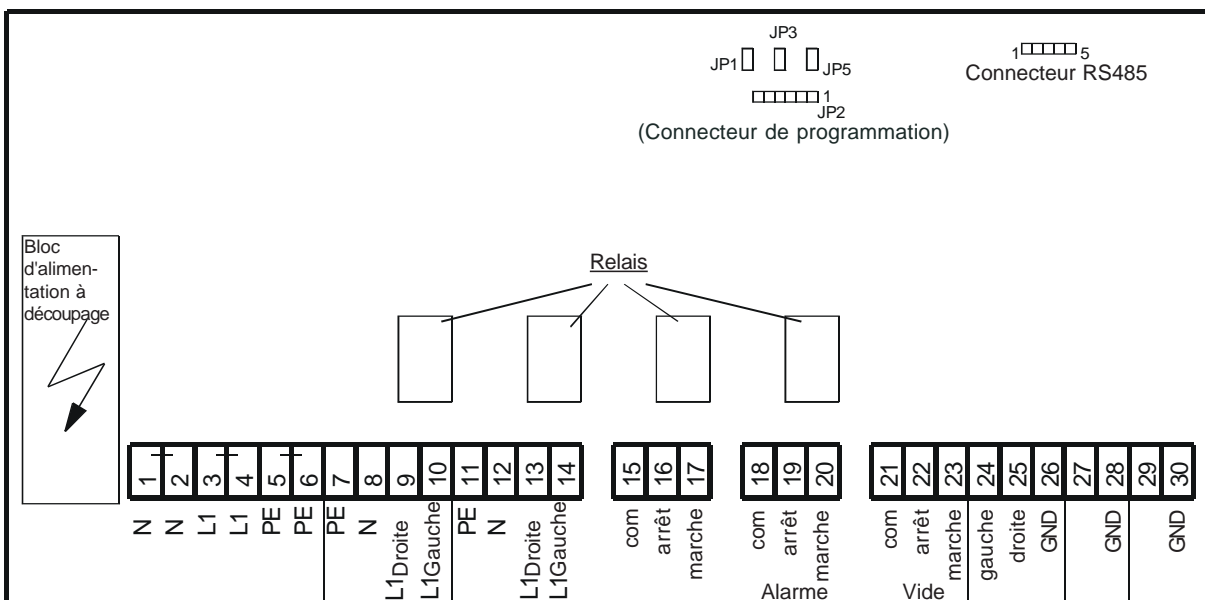 JP3
JP1
JP5
1
JP2
(Connecteur de programmation)
1
5
Connecteur RS485
Bloc
d'alimen-
tation à
découpage
Relais
1 2 3 4 5 6 7 8 9 10 11 12 13 14 15 16 17 18 19 20 21 22 23 24 25 26 27 28 29 30
N
N
L1
L1
PE
PE
PE
N
L1Droite
L1Gauche
PE
N
L1Droite
L1Gauche
com
arrêt
marche
com
arrêt
marche
Alarme
com
arrêt
marche
Vide
gauche
droite
GND
GND
GND